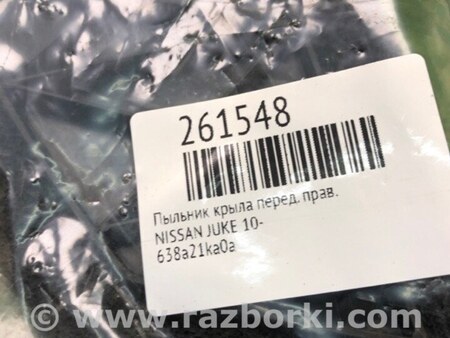 261548
Пыльник крыла перед. прав.
NISSAN JUKE 10-
638a21ka0a
© www.razborki.com